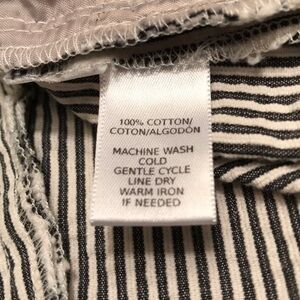 100% COTTON/
COTON/ALGODÓN
MACHINE WASH
COLD
GENTLE CYCLE
LINE DRY
WARM IRON
IF NEEDED